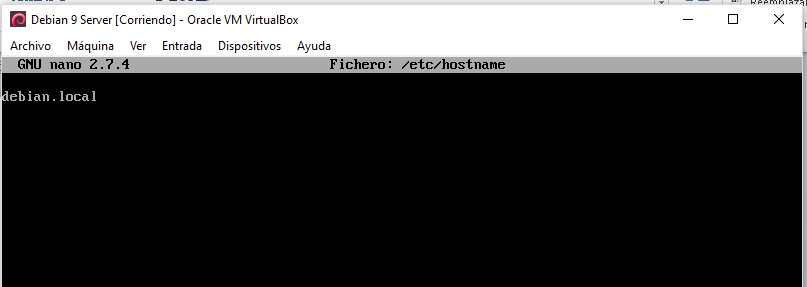 Reemplazar
Debian 9 Server [Corriendo] - Oracle VM VirtualBox
Archivo Máquina Ver Entrada Dispositivos Ayuda
GNU nano 2.7.4 Fichero: /etc/hostname
debian.local